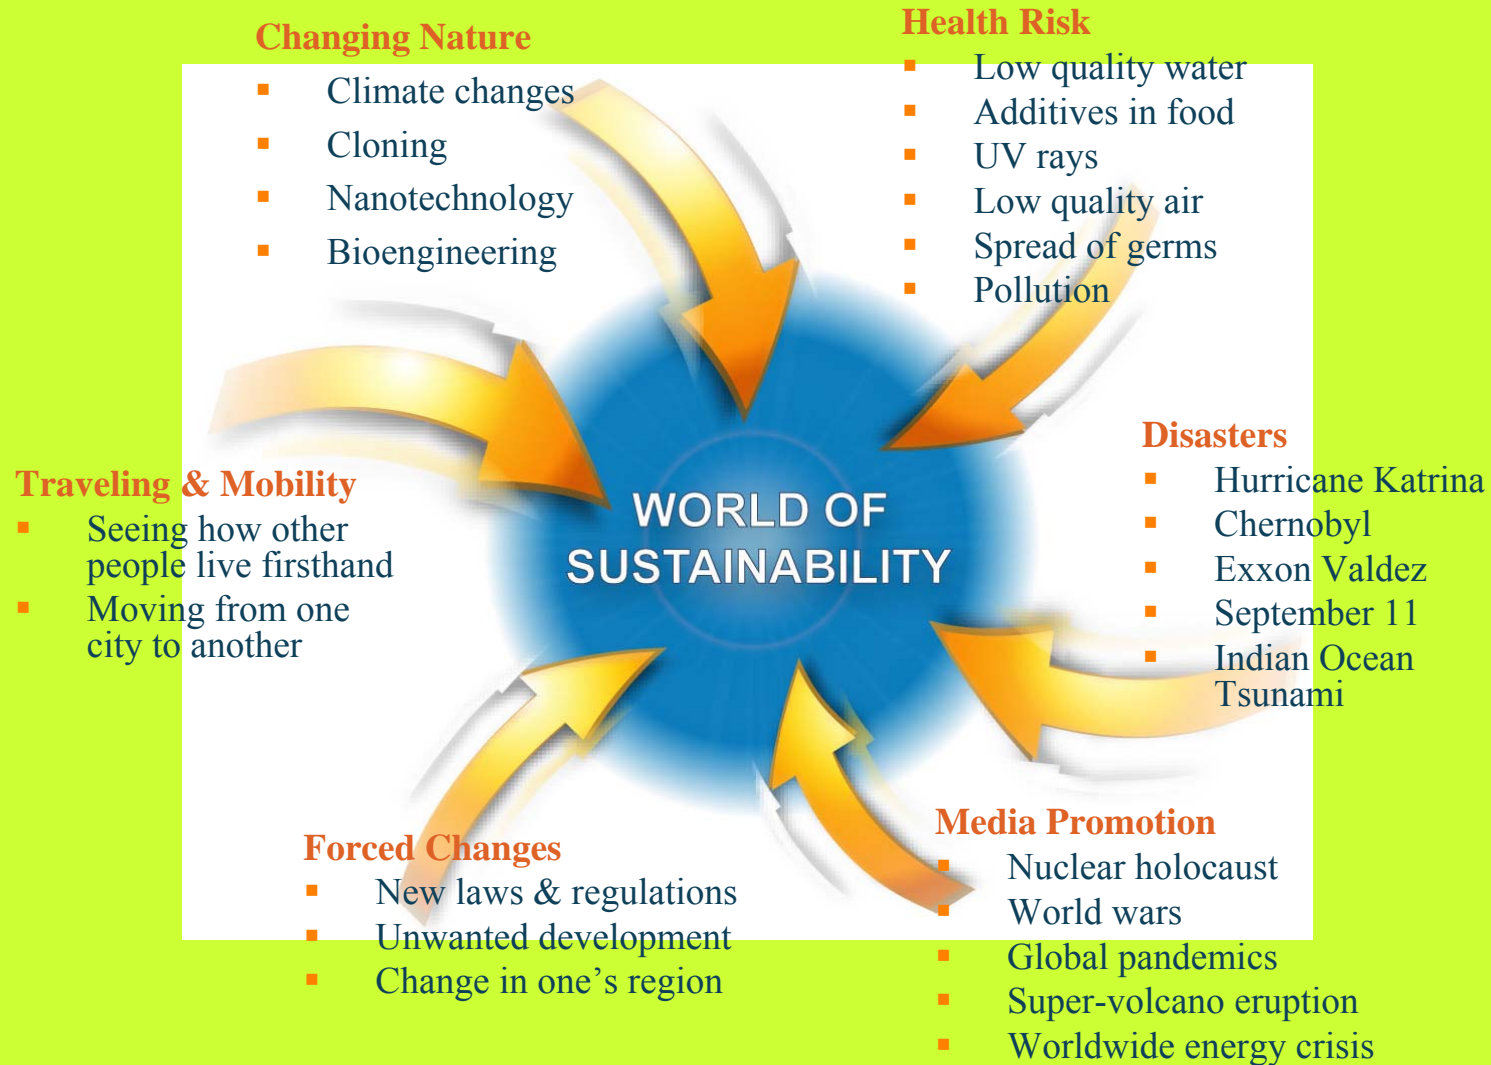 Changing Nature
▪ Climate changes
▪ Cloning
▪ Nanotechnology
▪ Bioengineering
Health Risk
▪ Low quality water
▪ Additives in food
▪ UV rays
▪ Low quality air
▪ Spread of germs
▪ Pollution
Traveling & Mobility
▪ Seeing how other
people live firsthand
▪ Moving from one
city to another
WORLD OF
SUSTAINABILITY
Disasters
▪ Hurricane Katrina
▪ Chernobyl
▪ Exxon Valdez
▪ September 11
▪ Indian Ocean
Tsunami
Forced Changes
▪ New laws & regulations
▪ Unwanted development
▪ Change in one’s region
Media Promotion
▪ Nuclear holocaust
▪ World wars
▪ Global pandemics
▪ Super-volcano eruption
▪ Worldwide energy crisis